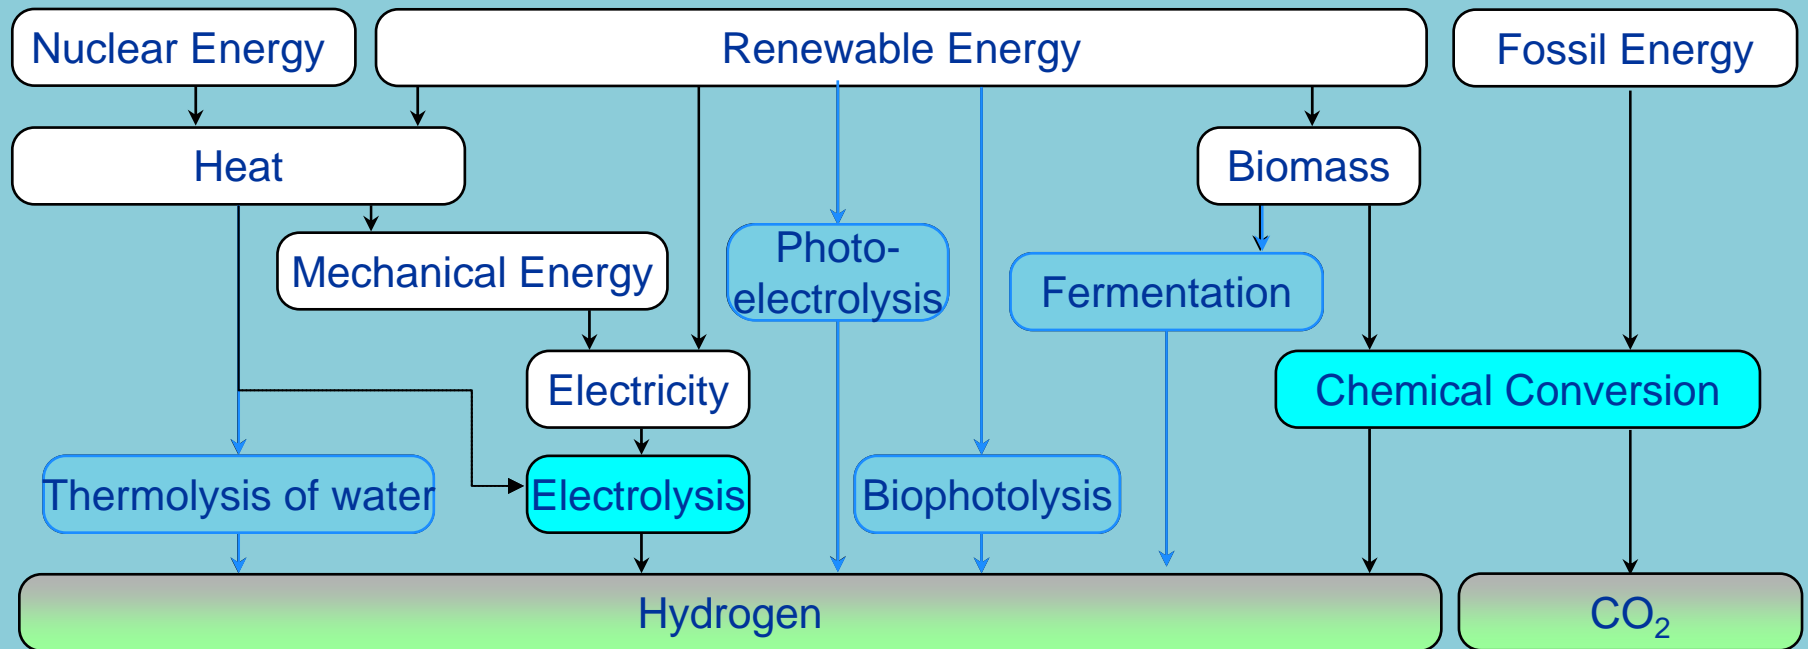 Nuclear Energy
Renewable Energy
Fossil Energy
Heat
Biomass
Mechanical Energy
Photo-
electrolysis
Fermentation
Electricity
Chemical Conversion
Thermolysis of water
Electrolysis
Biophotolysis
Hydrogen
CO₂